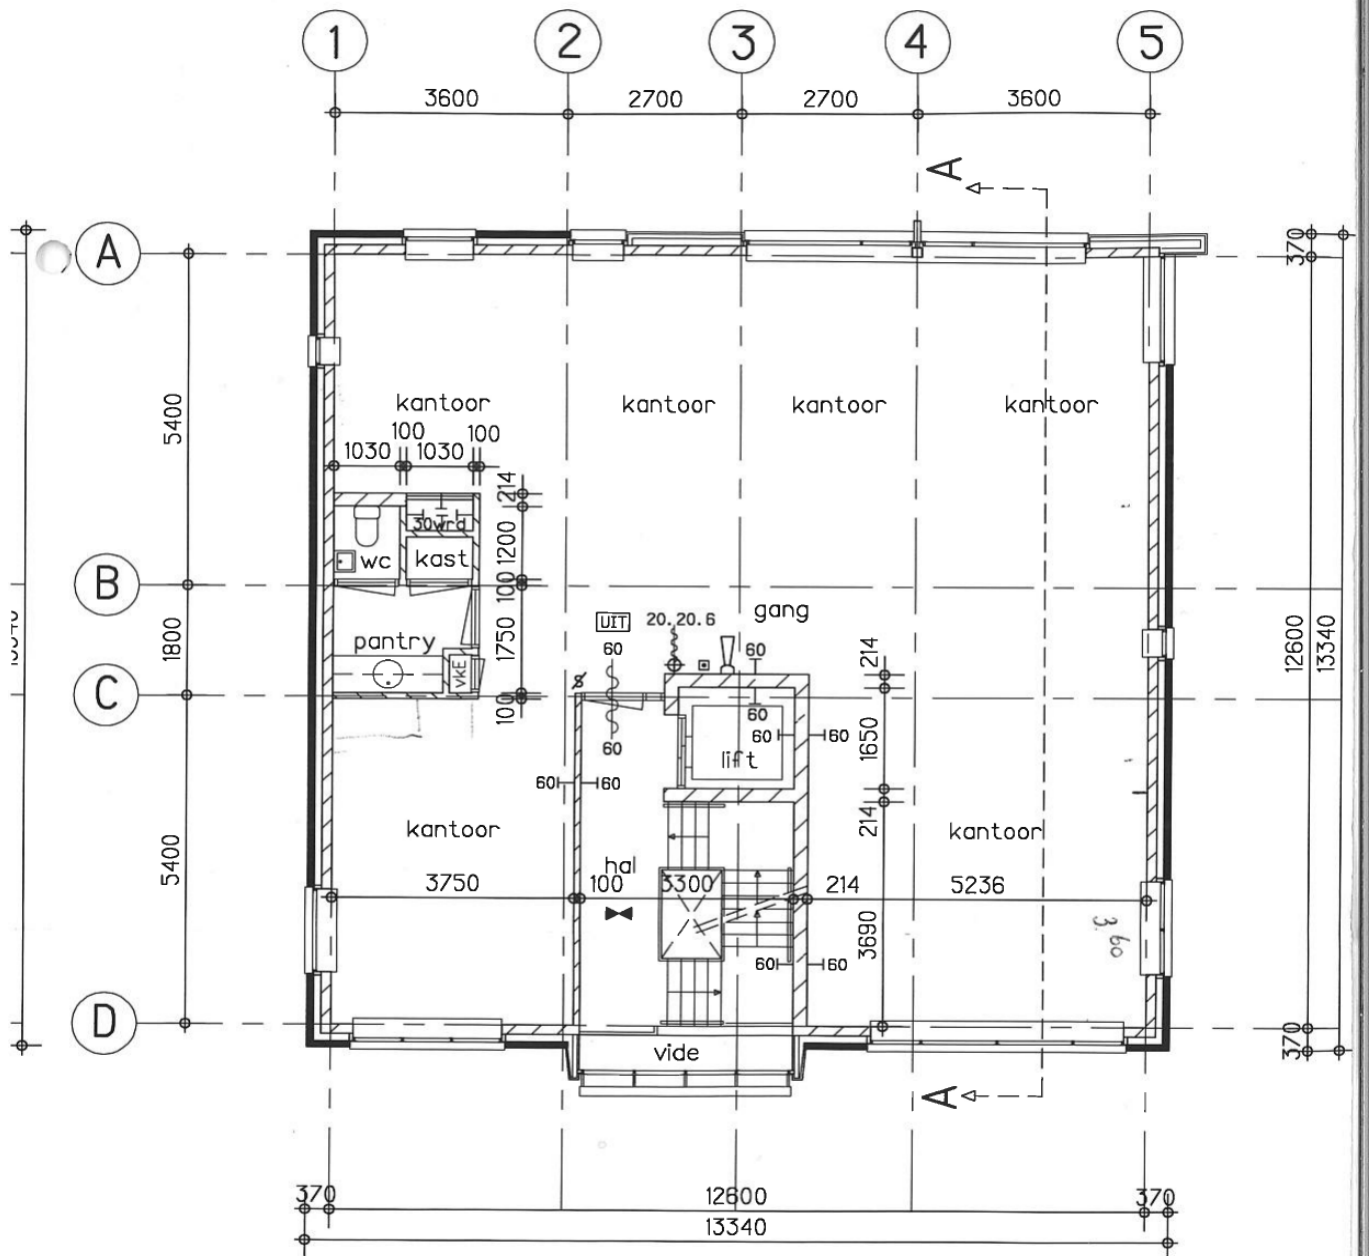 1 2 3 4 5
3600 2700 2700 3600
A
A 370
5400
kantoor kantoor kantoor kantoor
100 100
1030 1030
214
30wrd
wc kast 1200
B 100
gang
UIT 20.20.6
pantry 60 60
1800 1750 214 12600 13340
vkE
C 100 60
60 60 60 1650
lift
60 60
214
kantoor kantoor
5400 hal
3750 100 3300 214 5236
3690 3.60
60 60
D 370
vide
A
370 12600 370
13340